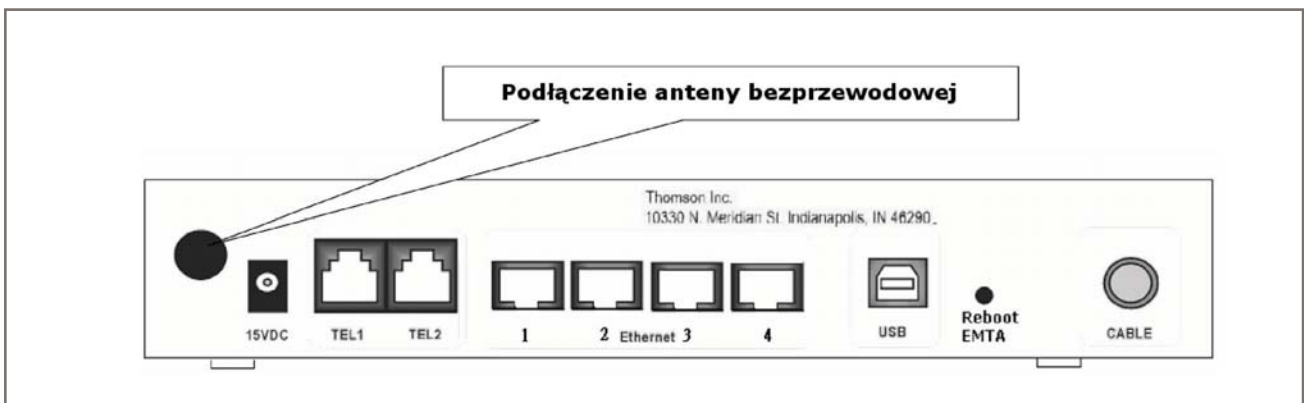 Podłączenie anteny bezprzewodowej
Thomson Inc.
10330 N. Meridian St. Indianapolis, IN 46290
15VDC
TEL1
TEL2
1
2
Ethernet
3
4
USB
Reboot
EMTA
CABLE